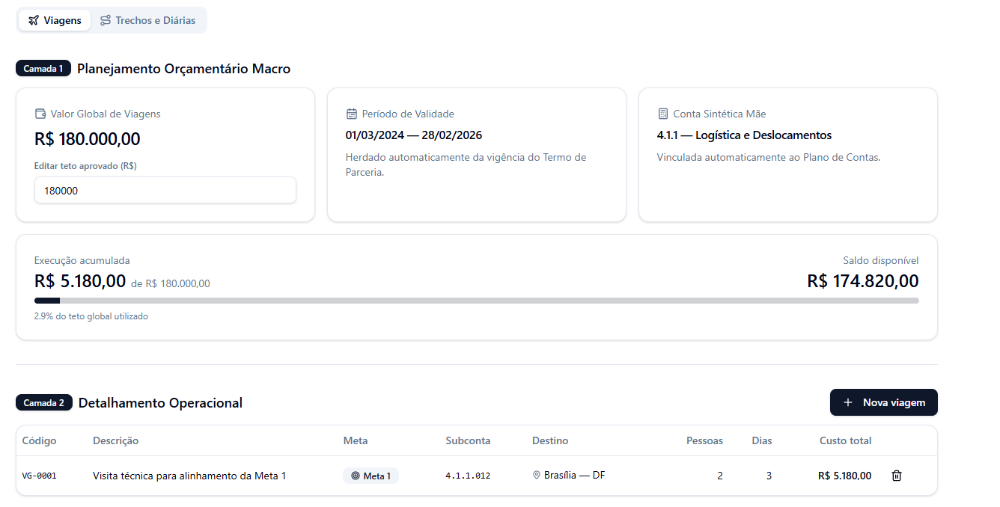 Viagens Trechos e Diárias
Camada 1 Planejamento Orçamentário Macro
Valor Global de Viagens
R$ 180.000,00
Editar teto aprovado (R$)
180000
Período de Validade
01/03/2024 — 28/02/2026
Herdado automaticamente da vigência do Termo de
Parceria.
Conta Sintética Mãe
4.1.1 — Logística e Deslocamentos
Vinculada automaticamente ao Plano de Contas.
Execução acumulada
R$ 5.180,00 de R$ 180.000,00
2.9% do teto global utilizado
Saldo disponível
R$ 174.820,00
Camada 2 Detalhamento Operacional
+ Nova viagem
Código Descrição Meta Subconta Destino Pessoas Dias Custo total
VG-0001 Visita técnica para alinhamento da Meta 1 Meta 1 4.1.1.012 Brasília — DF 2 3 R$ 5.180,00